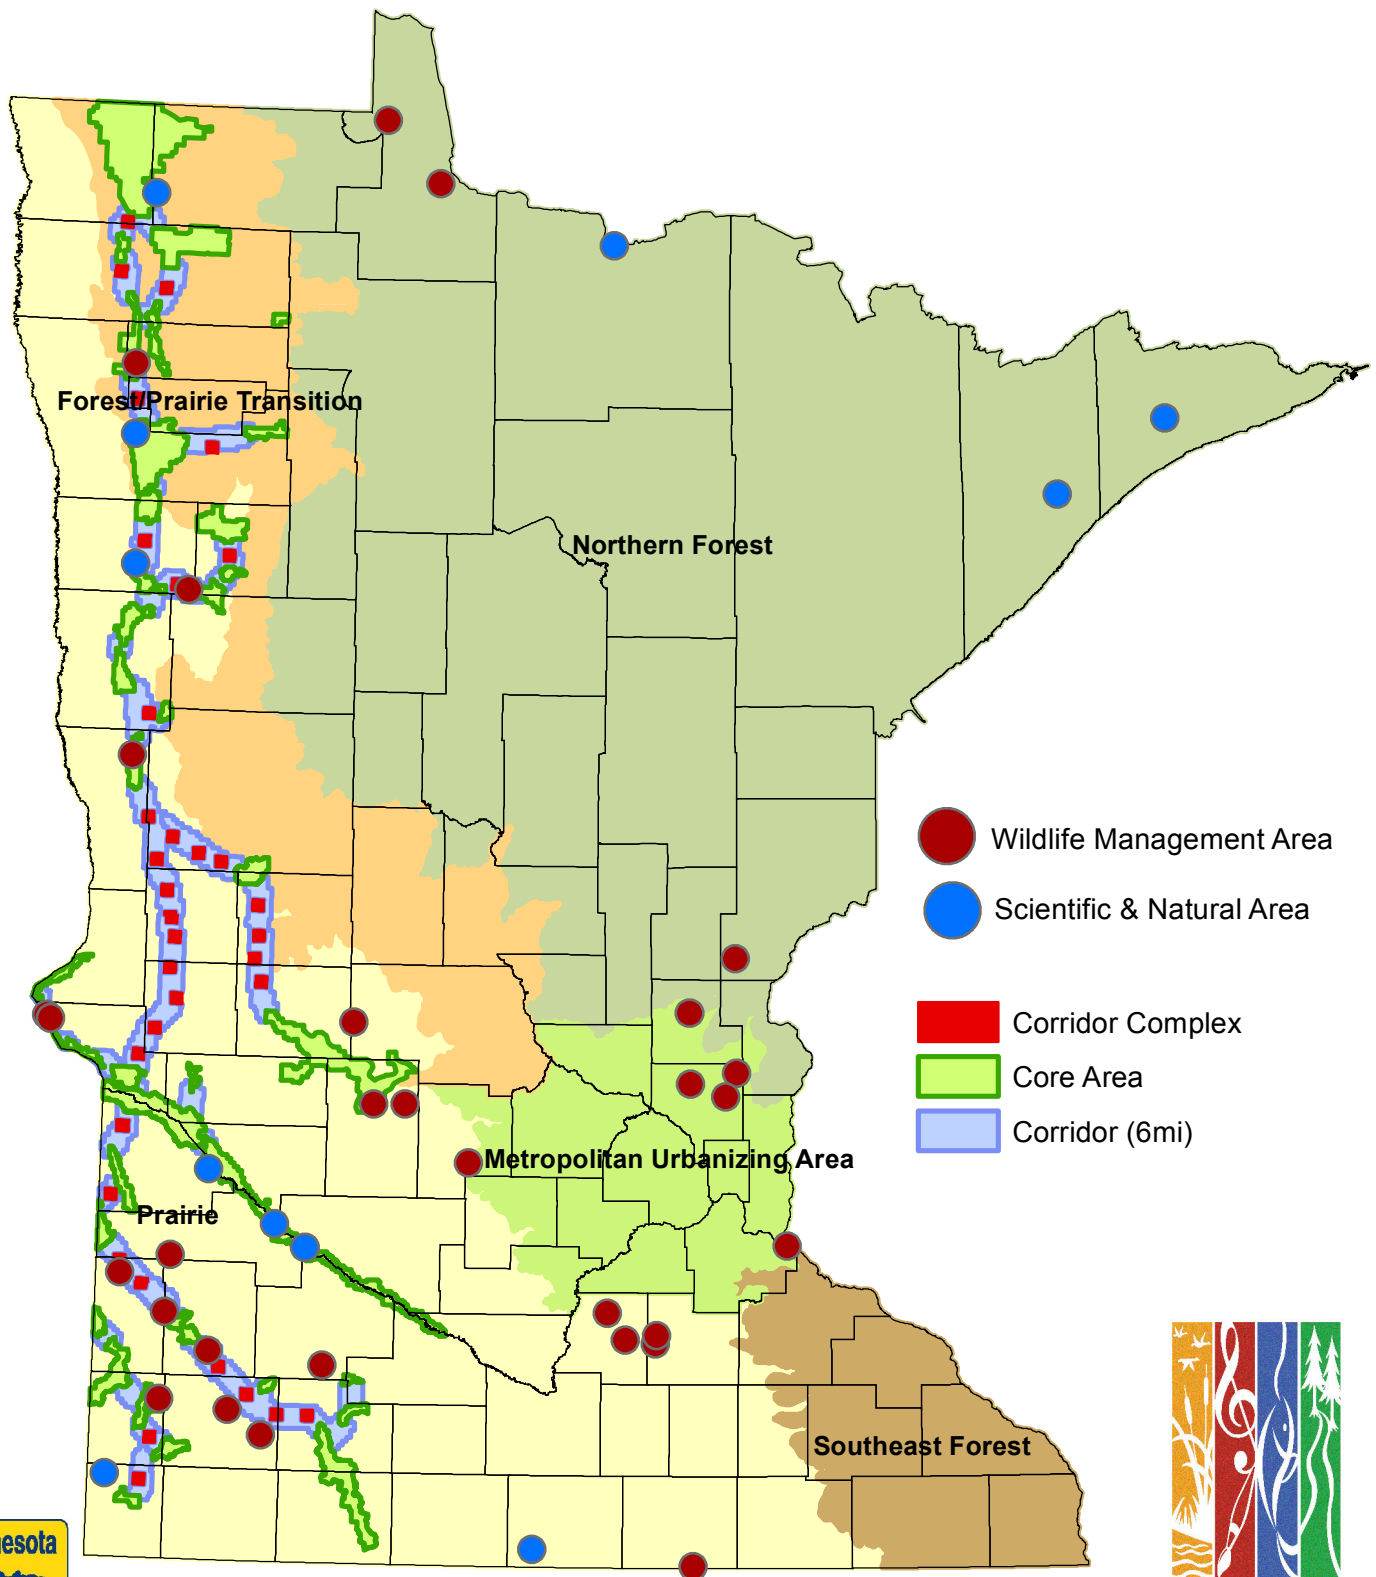 Forest/Prairie Transition
Northern Forest
Wildlife Management Area
Scientific & Natural Area
Corridor Complex
Core Area
Corridor (6mi)
Metropolitan Urbanizing Area
Prairie
Southeast Forest
nesota